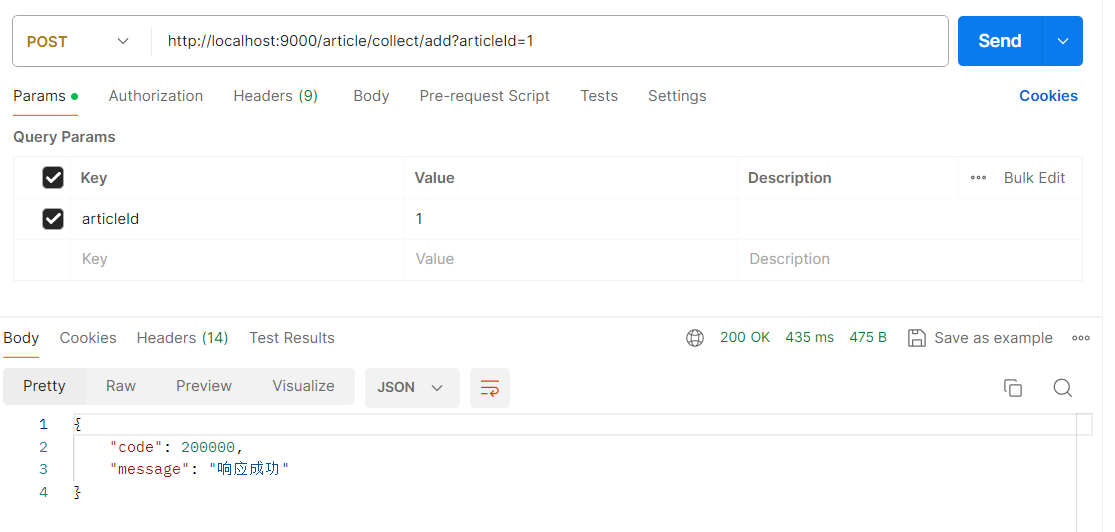 POST http://localhost:9000/article/collect/add?articleId=1 Send
Params Authorization Headers (9) Body Pre-request Script Tests Settings Cookies
Query Params
Key Value Description Bulk Edit
articleId 1
Key Value Description
Body Cookies Headers (14) Test Results 200 OK 435 ms 475 B Save as example
Pretty Raw Preview Visualize JSON
1 {
2 "code": 200000,
3 "message": "响应成功"
4 }